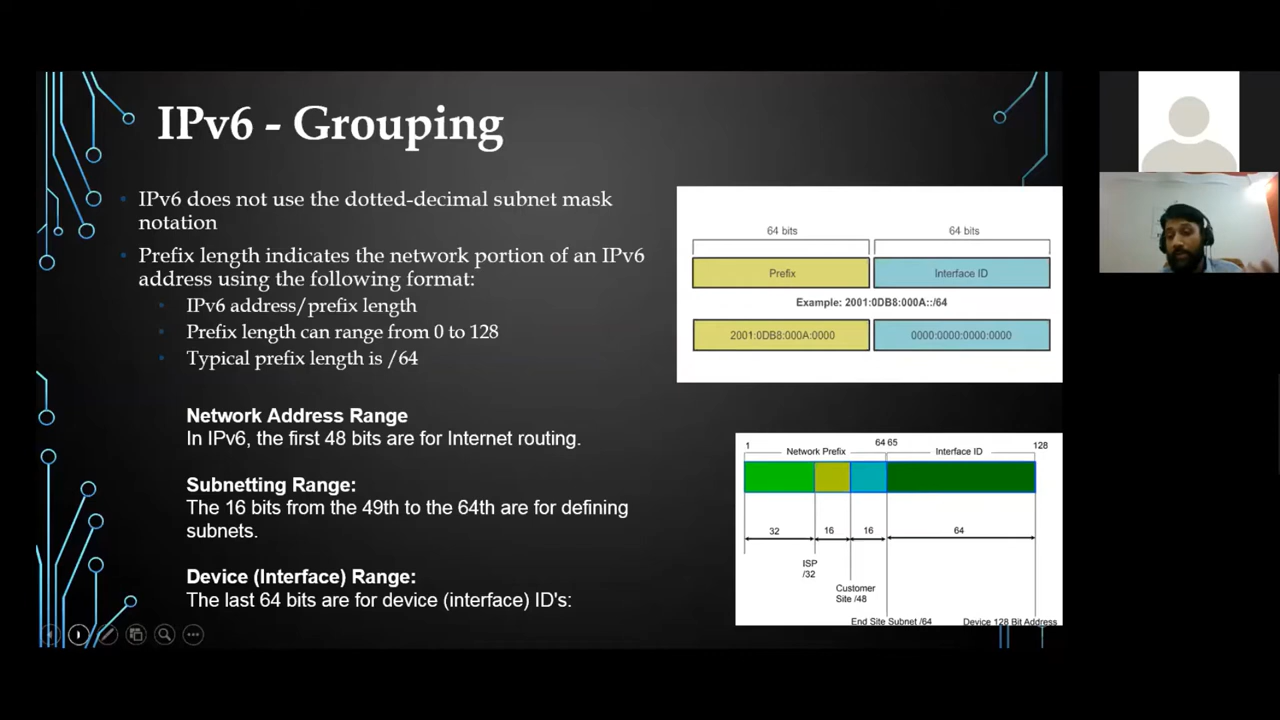 IPv6 - Grouping
IPv6 does not use the dotted-decimal subnet mask
notation
Prefix length indicates the network portion of an IPv6
address using the following format:
IPv6 address/prefix length
Prefix length can range from 0 to 128
Typical prefix length is /64
Network Address Range
In IPv6, the first 48 bits are for Internet routing.
Subnetting Range:
The 16 bits from the 49th to the 64th are for defining
subnets.
Device (Interface) Range:
The last 64 bits are for device (interface) ID's:
64 bits 64 bits
Prefix Interface ID
Example: 2001:0DB8:000A::/64
2001:0DB8:000A:0000 0000:0000:0000:0000
1 64 65 128
Network Prefix Interface ID
32 16 16 64
ISP
/32
Customer
Site /48
End Site Subnet /64 Device 128 Bit Address